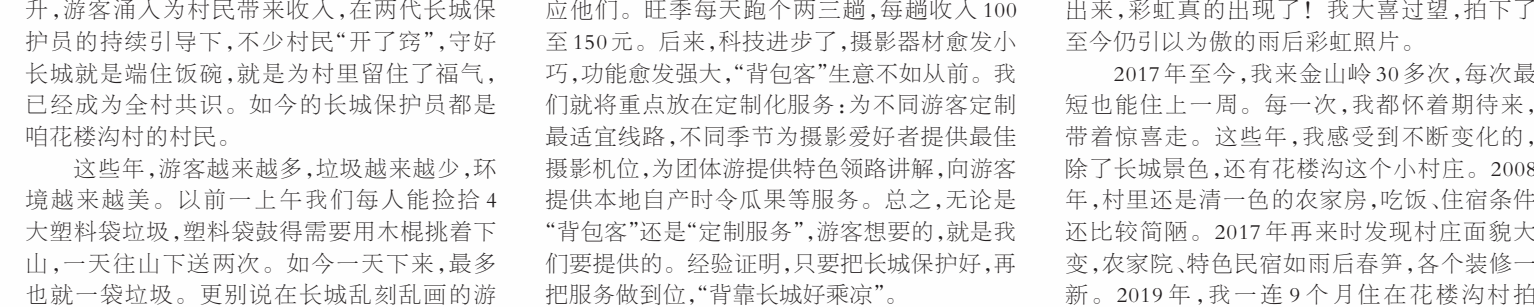 升，游客涌入为村民带来收入，在两代长城保
护员的持续引导下，不少村民“开了窍”，守好
长城就是端住饭碗，就是为村里留住了福气，
已经成为全村共识。如今的长城保护员都是
咱花楼沟村的村民。
这些年，游客越来越多，垃圾越来越少，环
境越来越美。以前一上午我们每人能捡拾4
大塑料袋垃圾，塑料袋鼓得需要用木棍挑着下
山，一天往山下送两次。如今一天下来，最多
也就一袋垃圾。更别说在长城乱刻乱画的游
应他们。旺季每天跑个两三趟，每趟收入100
至150元。后来，科技进步了，摄影器材愈发小
巧，功能愈发强大，“背包客”生意不如从前。我
们就将重点放在定制化服务：为不同游客定制
最适宜线路，不同季节为摄影爱好者提供最佳
摄影机位，为团体游提供特色领路讲解，向游客
提供本地自产时令瓜果等服务。总之，无论是
“背包客”还是“定制服务”，游客想要的，就是我
们要提供的。经验证明，只要把长城保护好，再
把服务做到位，“背靠长城好乘凉”。
出来，彩虹真的出现了！我大喜过望，拍下了
至今仍引以为傲的雨后彩虹照片。
2017年至今，我来金山岭30多次，每次最
短也能住上一周。每一次，我都怀着期待来，
带着惊喜走。这些年，我感受到不断变化的，
除了长城景色，还有花楼沟这个小村庄。2008
年，村里还是清一色的农家房，吃饭、住宿条件
还比较简陋。2017年再来时发现村庄面貌大
变，农家院、特色民宿如雨后春笋，各个装修一
新。2019年，我一连9个月住在花楼沟村拍